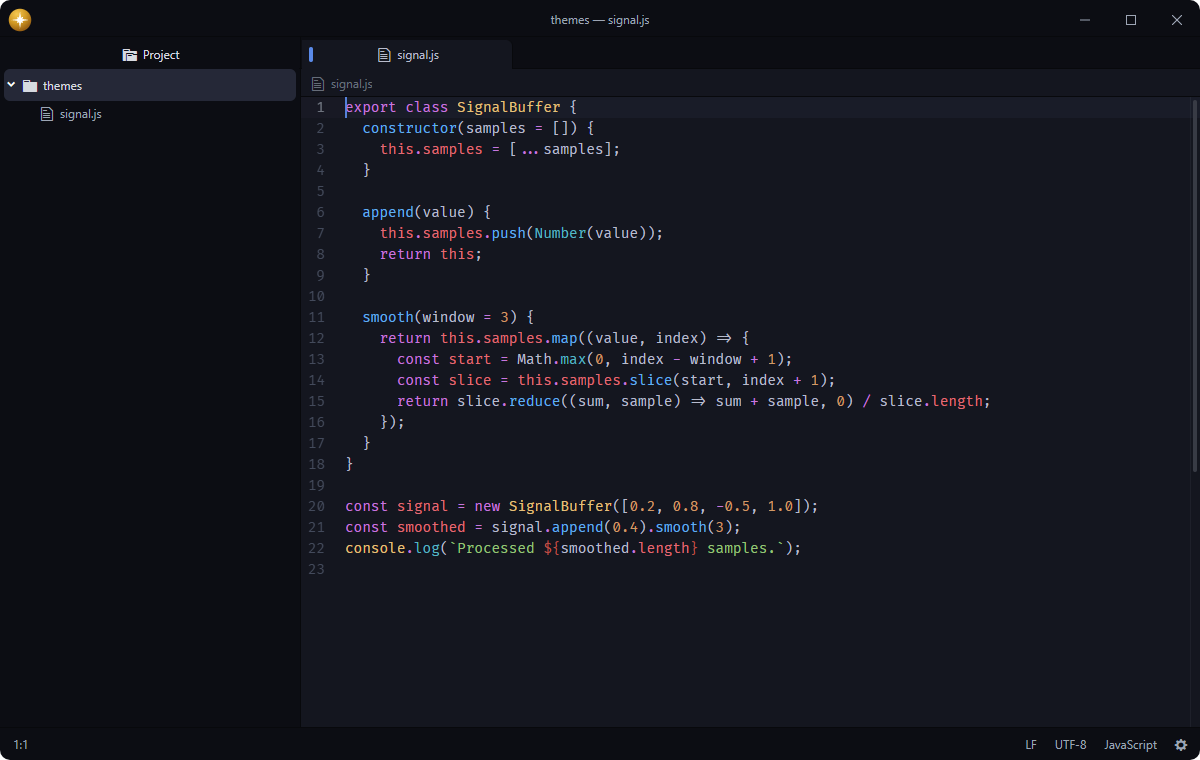 themes — signal.js
Project
signal.js
themes
signal.js
signal.js
1 export class SignalBuffer {
2   constructor(samples = []) {
3     this.samples = [...samples];
4   }
5
6   append(value) {
7     this.samples.push(Number(value));
8     return this;
9   }
10
11   smooth(window = 3) {
12     return this.samples.map((value, index) => {
13       const start = Math.max(0, index - window + 1);
14       const slice = this.samples.slice(start, index + 1);
15       return slice.reduce((sum, sample) => sum + sample, 0) / slice.length;
16     });
17   }
18 }
19
20 const signal = new SignalBuffer([0.2, 0.8, -0.5, 1.0]);
21 const smoothed = signal.append(0.4).smooth(3);
22 console.log(`Processed ${smoothed.length} samples.`);
23
1:1 LF UTF-8 JavaScript